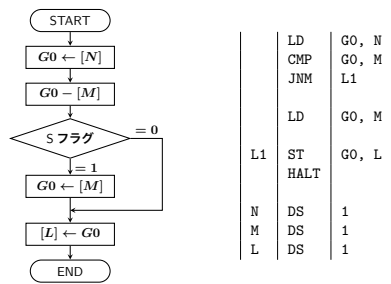 START
G0 ← [N]
G0 − [M]
S フラグ
= 0
= 1
G0 ← [M]
[L] ← G0
END
LD G0, N
CMP G0, M
JNM L1
LD G0, M
L1 ST G0, L
HALT
N DS 1
M DS 1
L DS 1